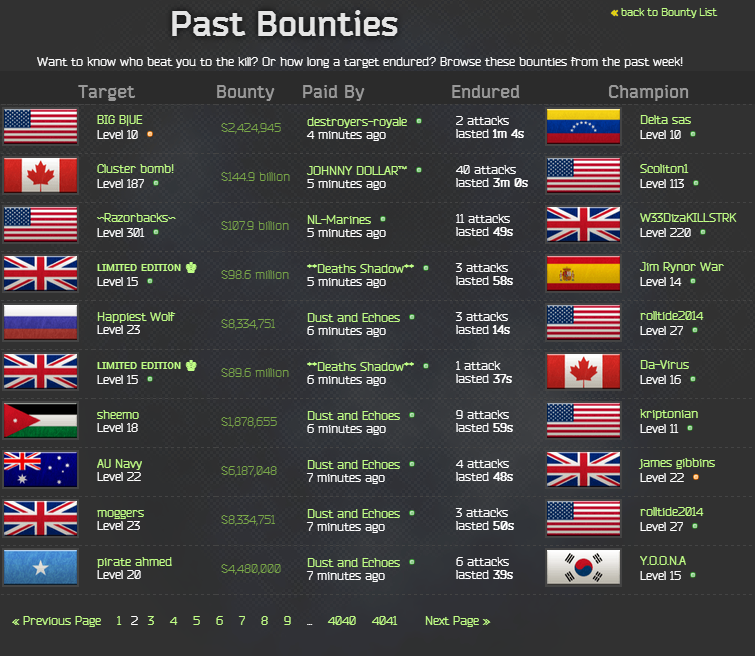 Past Bounties
« back to Bounty List
Want to know who beat you to the kill? Or how long a target endured? Browse these bounties from the past week!
Target Bounty Paid By Endured Champion
BIG B|UE $2,424,945 destroyers-royale 2 attacks Delta sas
Level 10 4 minutes ago lasted 1m 4s Level 10
Cluster bomb! $144.9 billion JOHNNY DOLLAR™ 40 attacks Scoliton1
Level 187 5 minutes ago lasted 3m 0s Level 113
~Razorbacks~ $107.9 billion NL-Marines 11 attacks W33DizaKILLSTRK
Level 301 5 minutes ago lasted 49s Level 220
LIMITED EDITION $98.6 million **Deaths Shadow** 3 attacks Jim Rynor War
Level 15 5 minutes ago lasted 58s Level 14
Happiest Wolf $8,334,751 Dust and Echoes 3 attacks rolltide2014
Level 23 6 minutes ago lasted 14s Level 27
LIMITED EDITION $89.6 million **Deaths Shadow** 1 attack Da-Virus
Level 15 6 minutes ago lasted 37s Level 16
sheemo $1,878,655 Dust and Echoes 9 attacks kriptonian
Level 18 6 minutes ago lasted 59s Level 11
AU Navy $6,187,048 Dust and Echoes 4 attacks james gibbins
Level 22 7 minutes ago lasted 48s Level 22
moggers $8,334,751 Dust and Echoes 3 attacks rolltide2014
Level 23 7 minutes ago lasted 50s Level 27
pirate ahmed $4,480,000 Dust and Echoes 6 attacks Y.O.O.N.A
Level 20 7 minutes ago lasted 39s Level 15
« Previous Page 1 2 3 4 5 6 7 8 9 ... 4040 4041 Next Page »